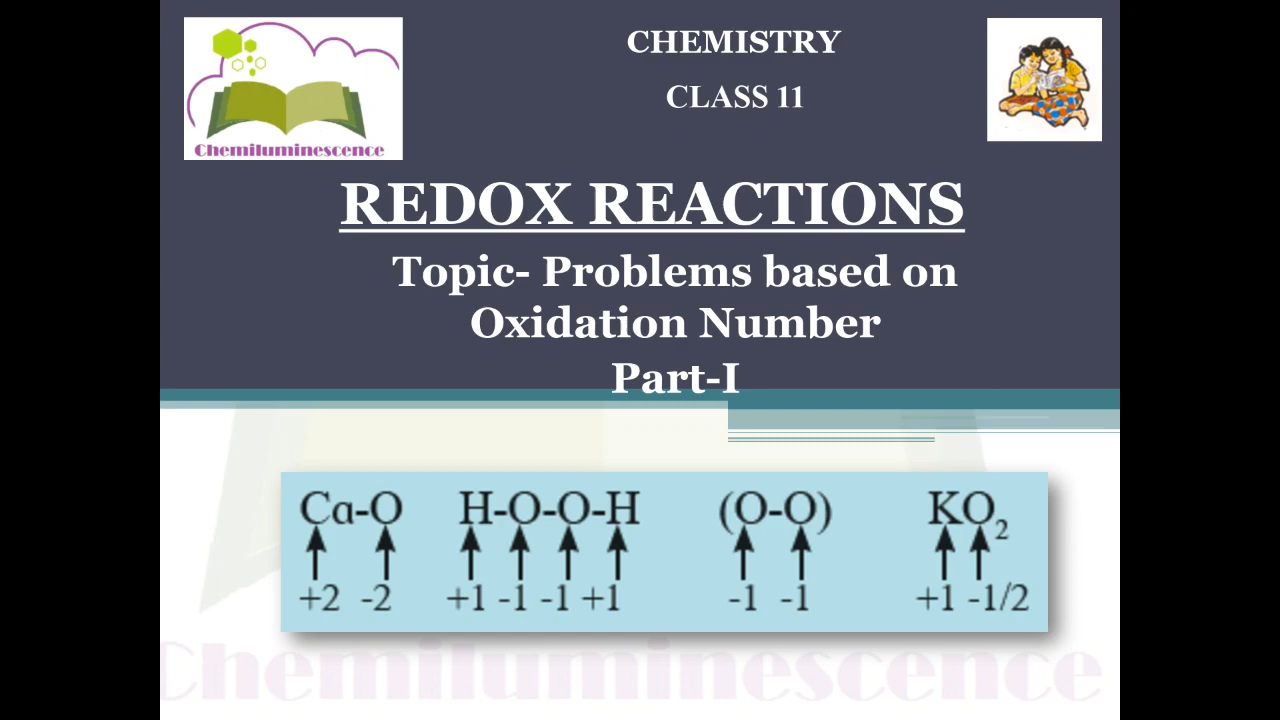 Chemiluminescence
CHEMISTRY
CLASS 11
REDOX REACTIONS
Topic- Problems based on
Oxidation Number
Part-I
Ca-O H-O-O-H (O-O) KO₂
+2 -2 +1 -1 -1 +1 -1 -1 +1 -1/2
Chemiluminescence